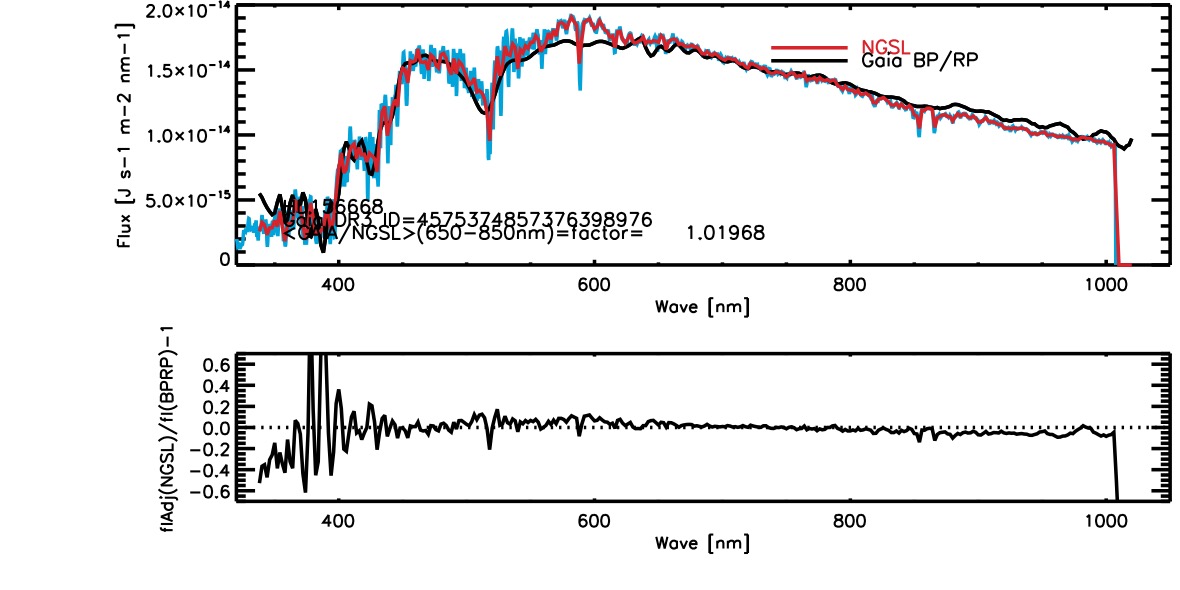 2.0×10−14
1.5×10−14
1.0×10−14
5.0×10−15
0
Flux [J s−1 m−2 nm−1]
NGSL
Gaia BP/RP
DR3 ID=4575374857376398976
(650−850nm)=factor= 1.01968
400 600 800 1000
Wave [nm]
0.6
0.4
0.2
0.0
−0.2
−0.4
−0.6
flAdj(NGSL)/fl(BPRP)−1
400 600 800 1000
Wave [nm]